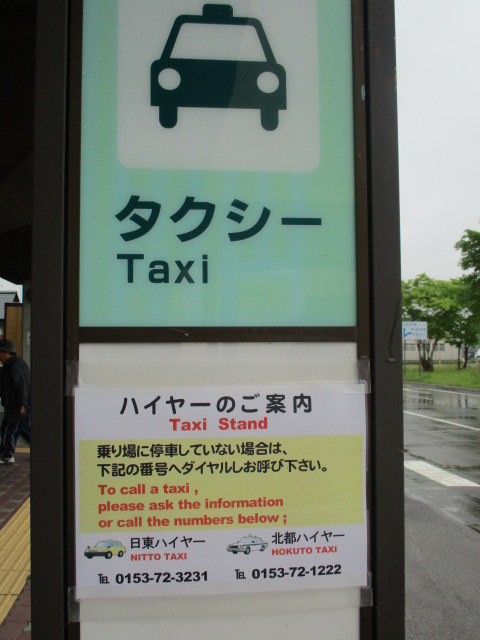 タクシー
Taxi
ハイヤーのご案内
Taxi Stand
乗り場に停車していない場合は、
下記の番号へダイヤルしお呼び下さい。
To call a taxi ,
please ask the information
or call the numbers below ;
日東ハイヤー
NITTO TAXI
℡ 0153-72-3231
北都ハイヤー
HOKUTO TAXI
℡ 0153-72-1222